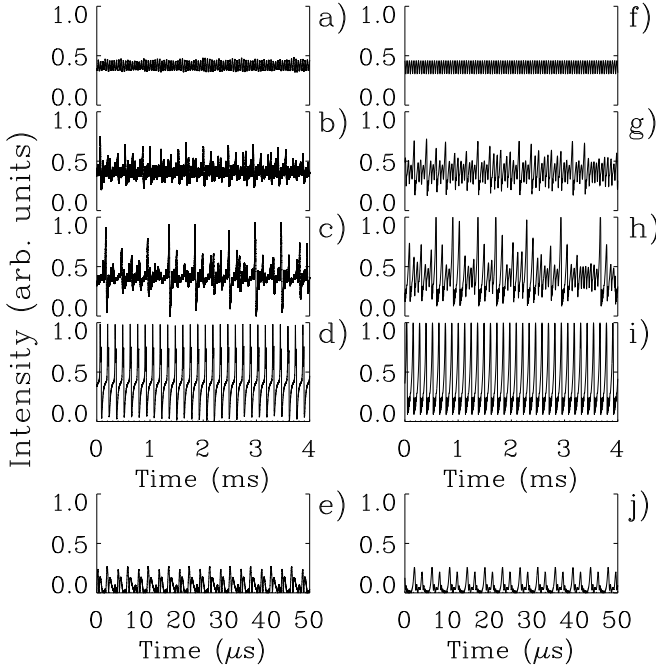 1.0 a) 1.0 f)
0.5 0.5
0.0 0.0
1.0 b) 1.0 g)
0.5 0.5
0.0 0.0
1.0 c) 1.0 h)
0.5 0.5
0.0 0.0
1.0 d) 1.0 i)
0.5 0.5
0.0 0.0
0 1 2 3 4 0 1 2 3 4
Time (ms) Time (ms)
Intensity (arb. units)
1.0 e) 1.0 j)
0.5 0.5
0.0 0.0
0 10 20 30 40 50 0 10 20 30 40 50
Time (μs) Time (μs)